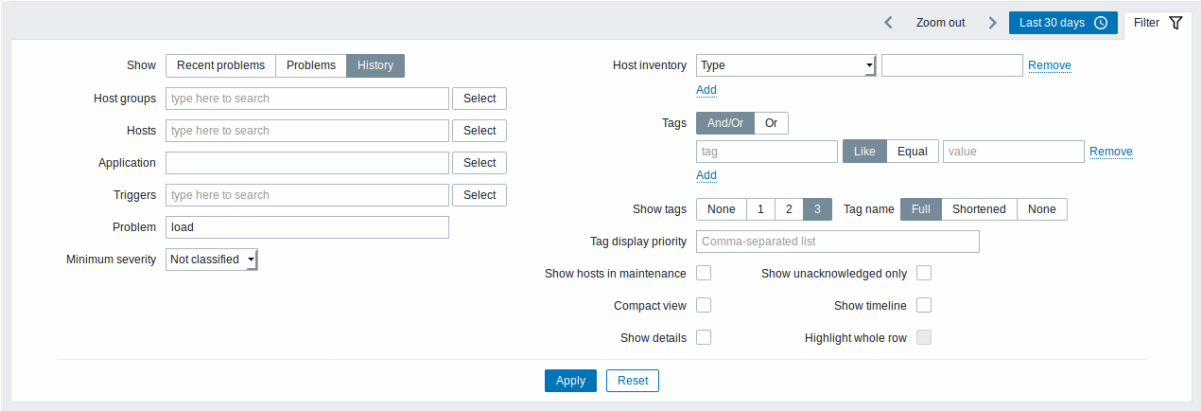 Zoom out Last 30 days Filter
Show Recent problems Problems History
Host groups type here to search Select
Hosts type here to search Select
Application Select
Triggers type here to search Select
Problem load
Minimum severity Not classified
Host inventory Type Remove
Add
Tags And/Or Or
tag Like Equal value Remove
Add
Show tags None 1 2 3 Tag name Full Shortened None
Tag display priority Comma-separated list
Show hosts in maintenance Show unacknowledged only
Compact view Show timeline
Show details Highlight whole row
Apply Reset